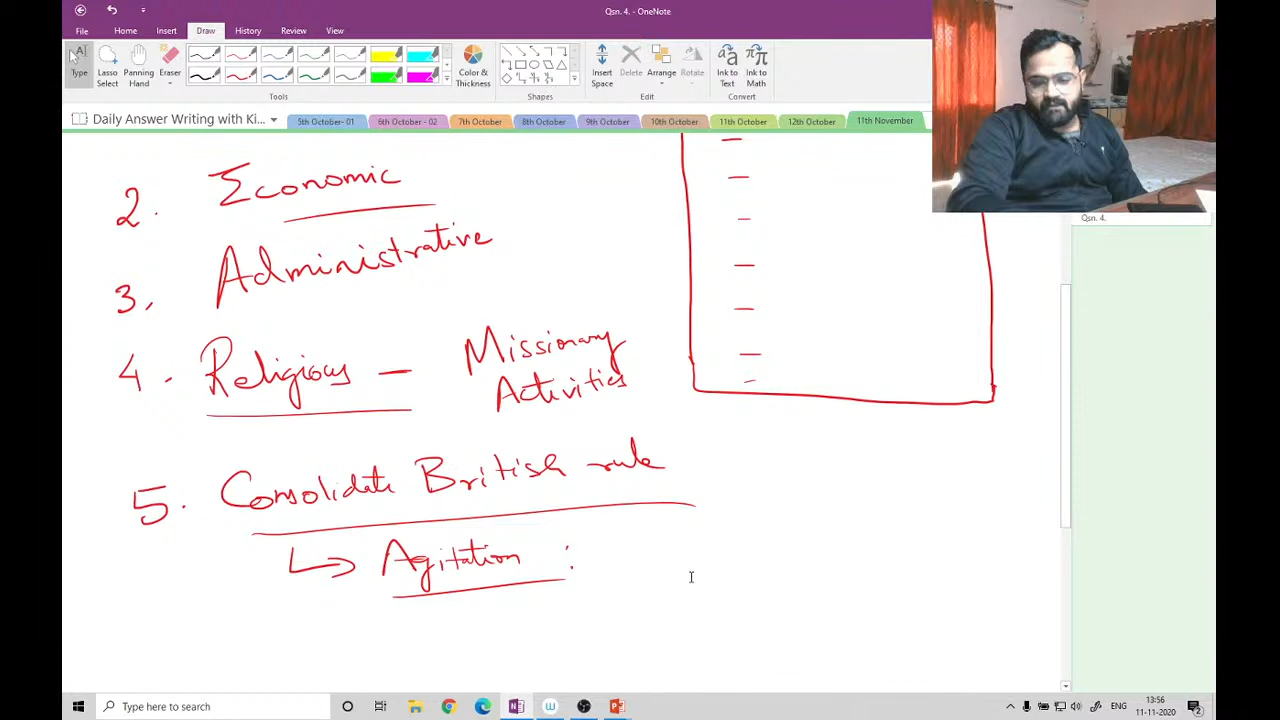 Qsn. 4. - OneNote
File Home Insert Draw History Review View
Type
Lasso Select
Panning Hand
Eraser
Color & Thickness
Insert Space
Delete
Arrange
Rotate
Ink to Text
Ink to Math
Tools
Shapes
Edit
Convert
Daily Answer Writing with Ki...
5th October- 01
6th October - 02
7th October
8th October
9th October
10th October
11th October
12th October
11th November
Qsn. 4.
2. Economic
3. Administrative
4. Religious - Missionary
Activities
5. Consolidate British rule
↳ Agitation :
Type here to search
ENG
13:56
11-11-2020
2